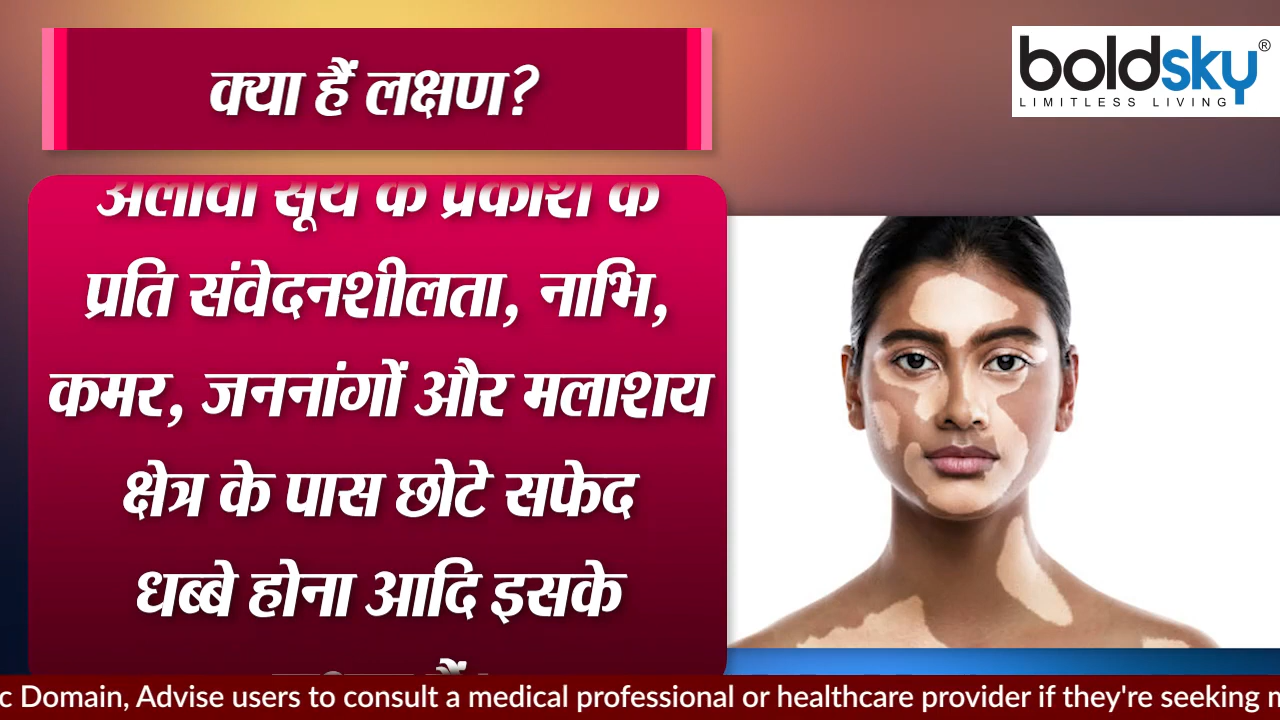 क्या हैं लक्षण?
boldsky®
LIMITLESS LIVING
अलावा सूर्य के प्रकाश के
प्रति संवेदनशीलता, नाभि,
कमर, जननांगों और मलाशय
क्षेत्र के पास छोटे सफेद
धब्बे होना आदि इसके
c Domain, Advise users to consult a medical professional or healthcare provider if they're seeking m